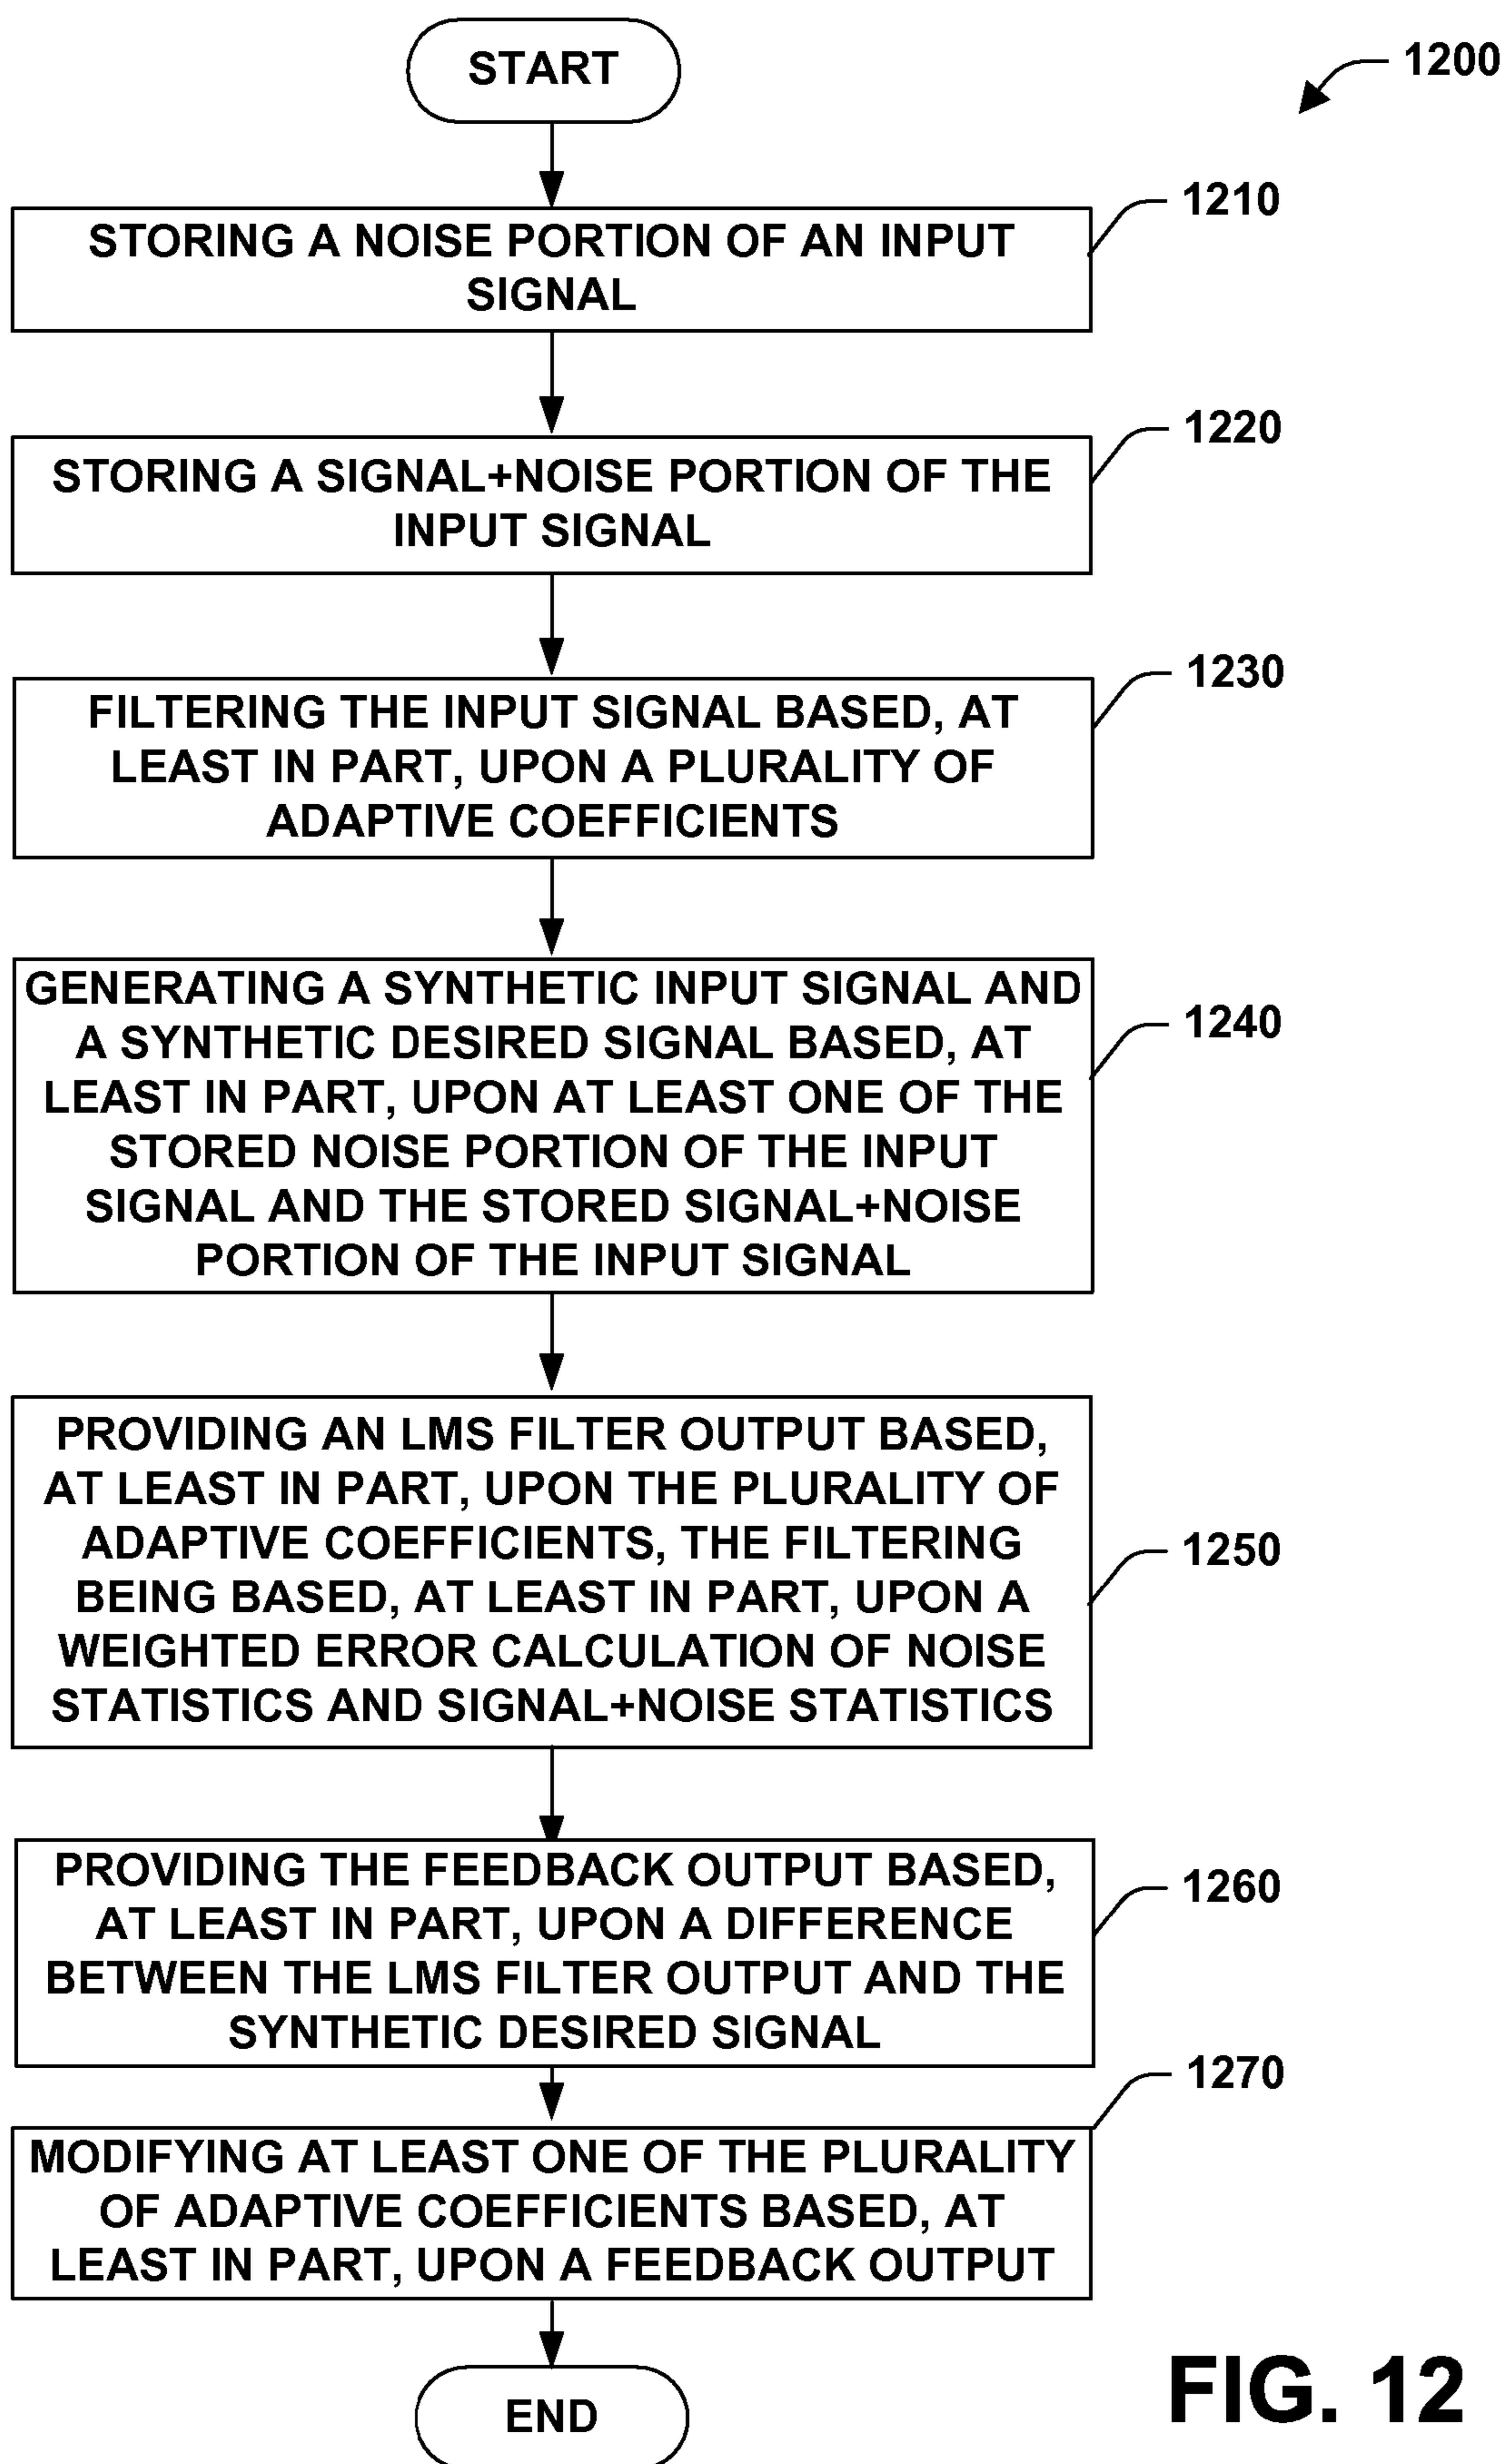 START
1200
1210
STORING A NOISE PORTION OF AN INPUT
SIGNAL
1220
STORING A SIGNAL+NOISE PORTION OF THE
INPUT SIGNAL
1230
FILTERING THE INPUT SIGNAL BASED, AT
LEAST IN PART, UPON A PLURALITY OF
ADAPTIVE COEFFICIENTS
1240
GENERATING A SYNTHETIC INPUT SIGNAL AND
A SYNTHETIC DESIRED SIGNAL BASED, AT
LEAST IN PART, UPON AT LEAST ONE OF THE
STORED NOISE PORTION OF THE INPUT
SIGNAL AND THE STORED SIGNAL+NOISE
PORTION OF THE INPUT SIGNAL
1250
PROVIDING AN LMS FILTER OUTPUT BASED,
AT LEAST IN PART, UPON THE PLURALITY OF
ADAPTIVE COEFFICIENTS, THE FILTERING
BEING BASED, AT LEAST IN PART, UPON A
WEIGHTED ERROR CALCULATION OF NOISE
STATISTICS AND SIGNAL+NOISE STATISTICS
1260
PROVIDING THE FEEDBACK OUTPUT BASED,
AT LEAST IN PART, UPON A DIFFERENCE
BETWEEN THE LMS FILTER OUTPUT AND THE
SYNTHETIC DESIRED SIGNAL
1270
MODIFYING AT LEAST ONE OF THE PLURALITY
OF ADAPTIVE COEFFICIENTS BASED, AT
LEAST IN PART, UPON A FEEDBACK OUTPUT
END
FIG. 12